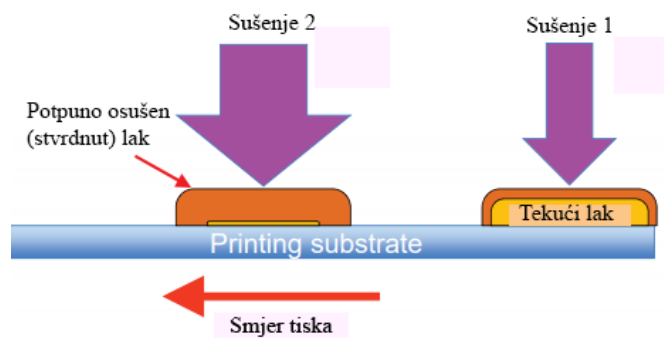 Sušenje 2
Sušenje 1
Potpuno osušen
(stvrdnut) lak
Tekući lak
Printing substrate
Smjer tiska